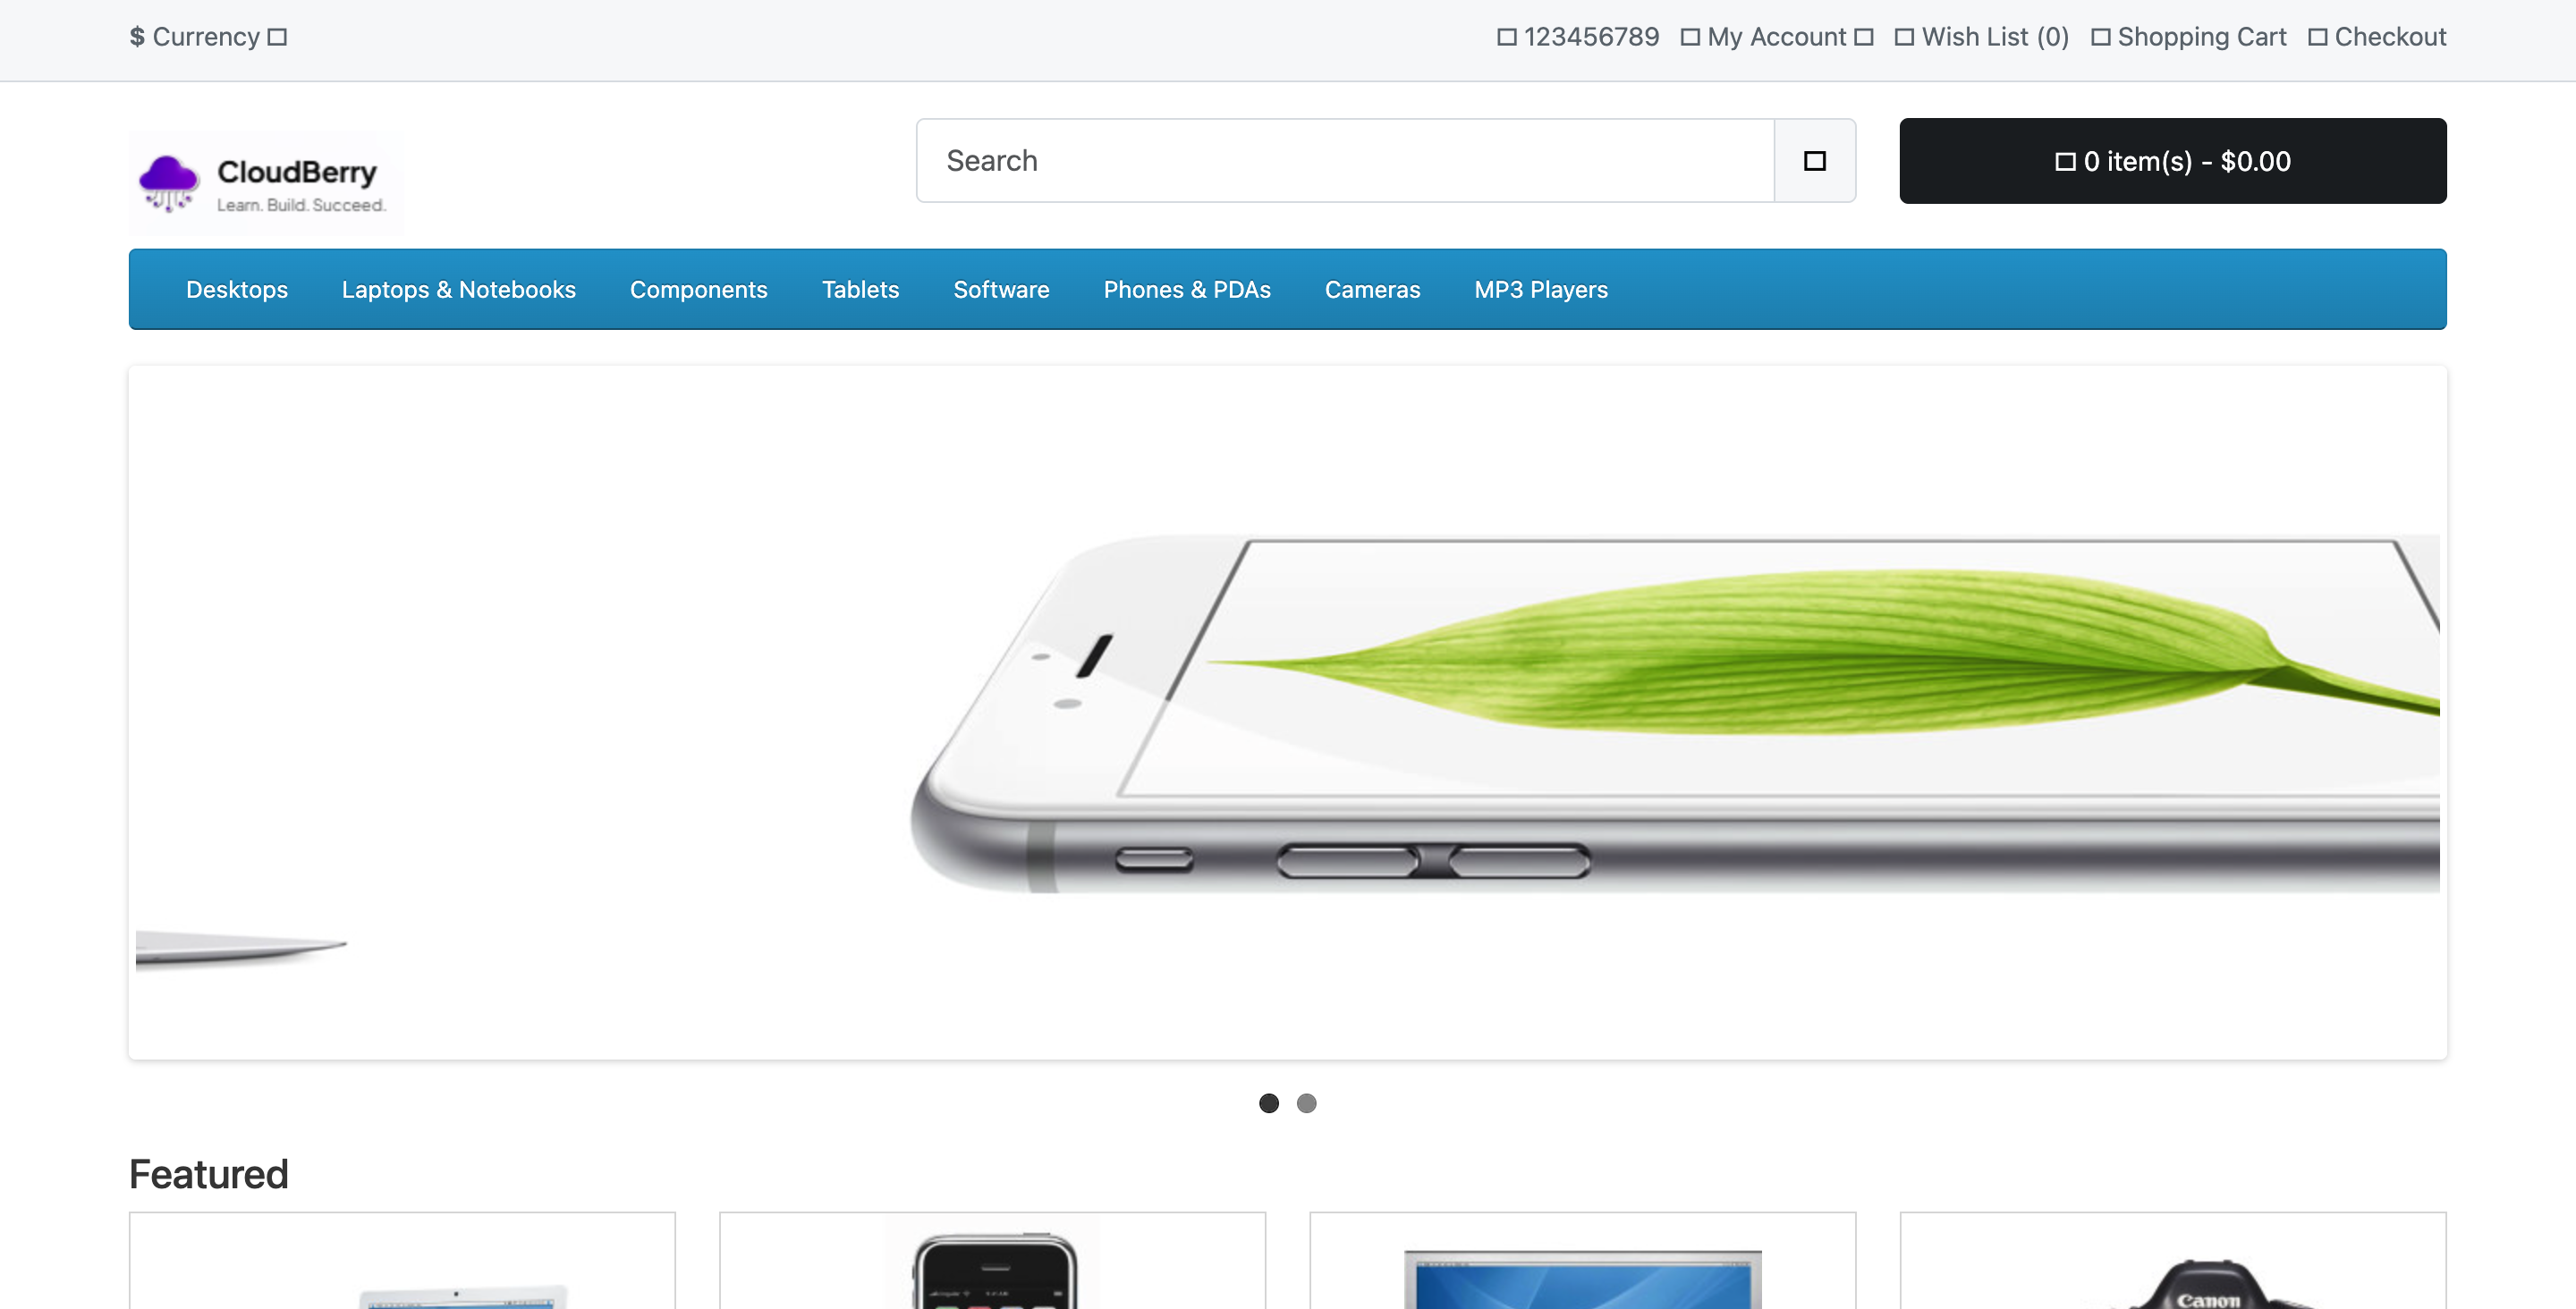 $ Currency
123456789 My Account Wish List (0) Shopping Cart Checkout
CloudBerry
Learn. Build. Succeed.
Search
0 item(s) - $0.00
Desktops Laptops & Notebooks Components Tablets Software Phones & PDAs Cameras MP3 Players
Featured
Canon